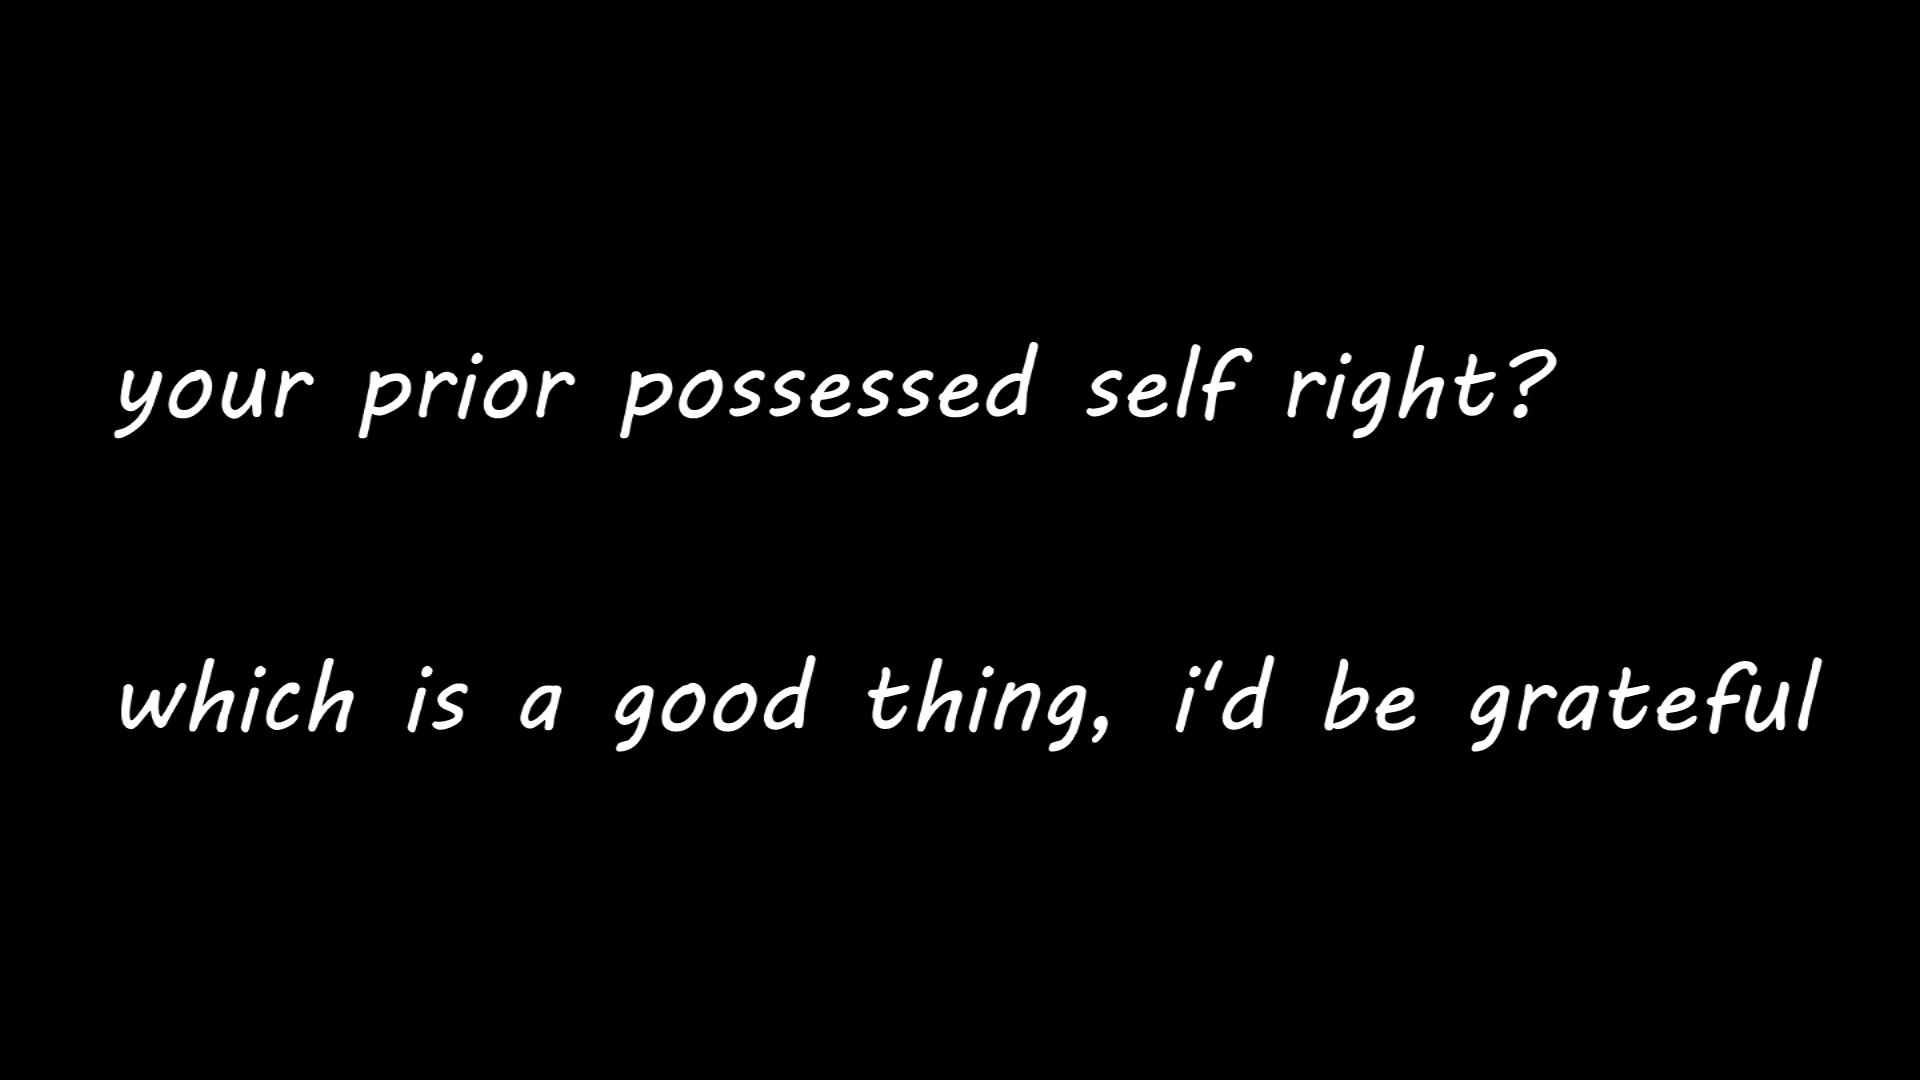 your prior possessed self right?
which is a good thing, i'd be grateful